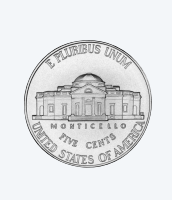 E PLURIBUS UNUM
MONTICELLO
FIVE CENTS
UNITED STATES OF AMERICA